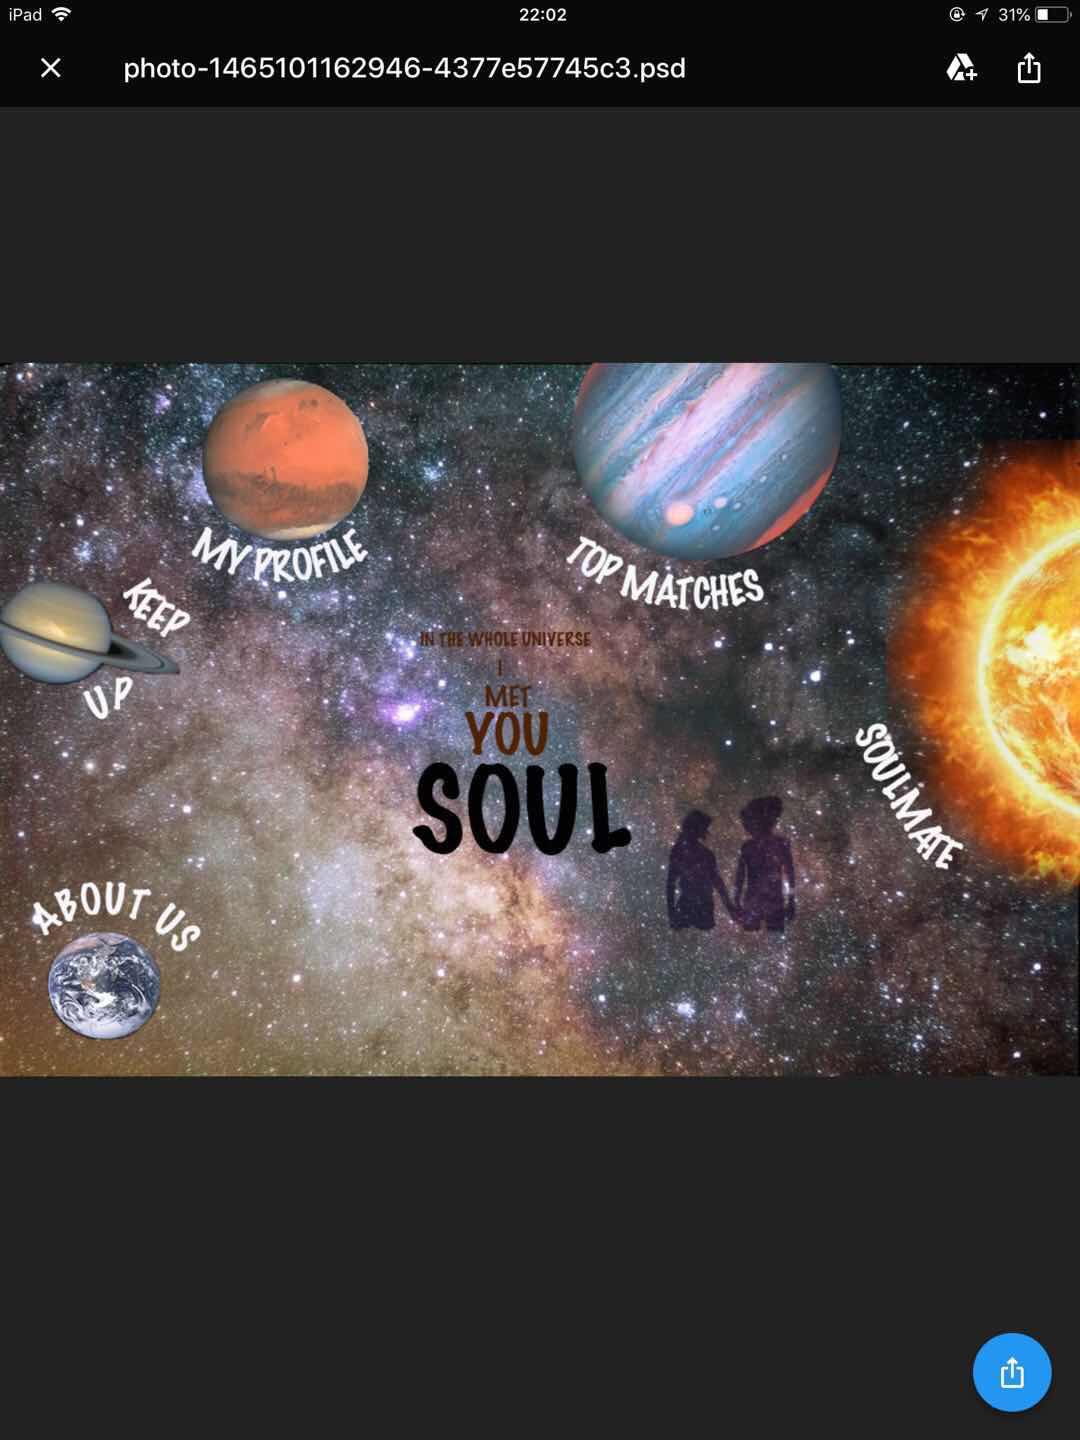 iPad
22:02
31%
photo-1465101162946-4377e57745c3.psd
MY PROFILE
TOP MATCHES
KEEP
UP
IN THE WHOLE UNIVERSE
I
MET
YOU
SOUL
SOULMATE
ABOUT US